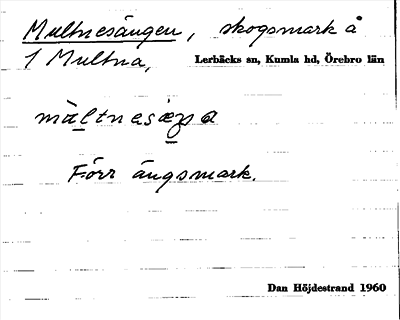 Multnesängen, skogsmark å
1 Multna, Lerbäcks sn, Kumla hd, Örebro län
Förr ängsmark.
Dan Höjdestrand 1960